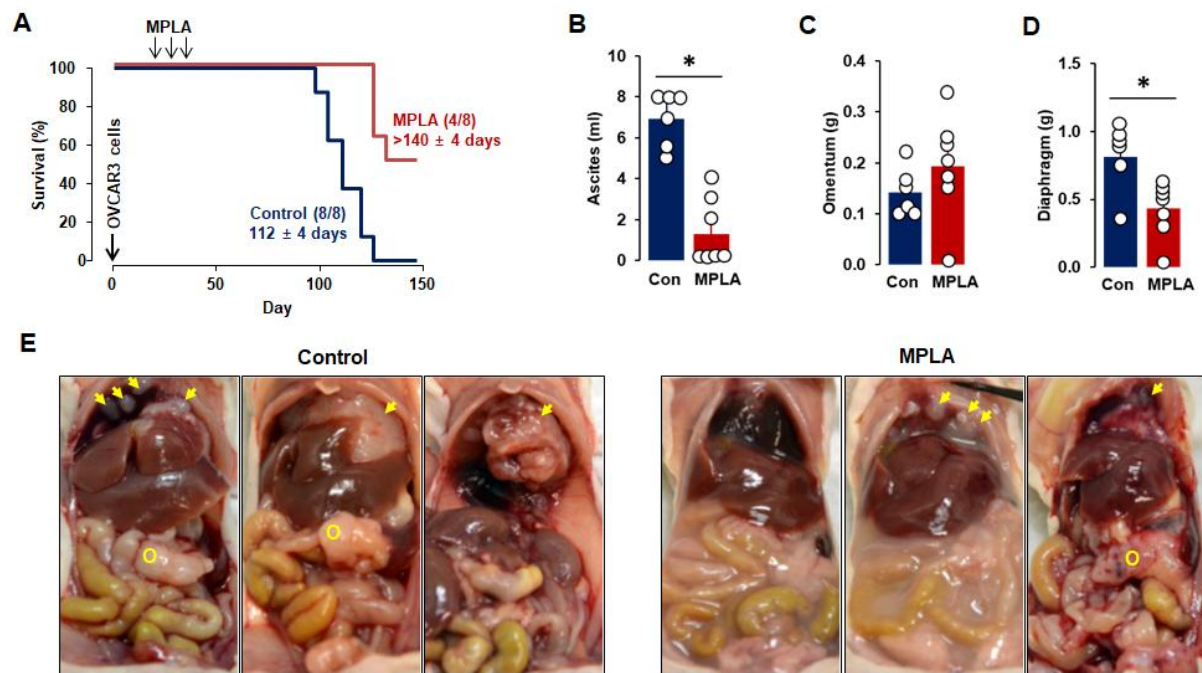 A
MPLA
100
80
60
40
20
0
Survival (%)
OVCAR3 cells
MPLA (4/8)
>140 ± 4 days
Control (8/8)
112 ± 4 days
0
50
100
150
Day
B
*
10
8
6
4
2
0
Ascites (ml)
Con
MPLA
C
0.4
0.3
0.2
0.1
0.0
Omentum (g)
Con
MPLA
D
*
1.5
1.0
0.5
0.0
Diaphragm (g)
Con
MPLA
E
Control
MPLA
O
O
O